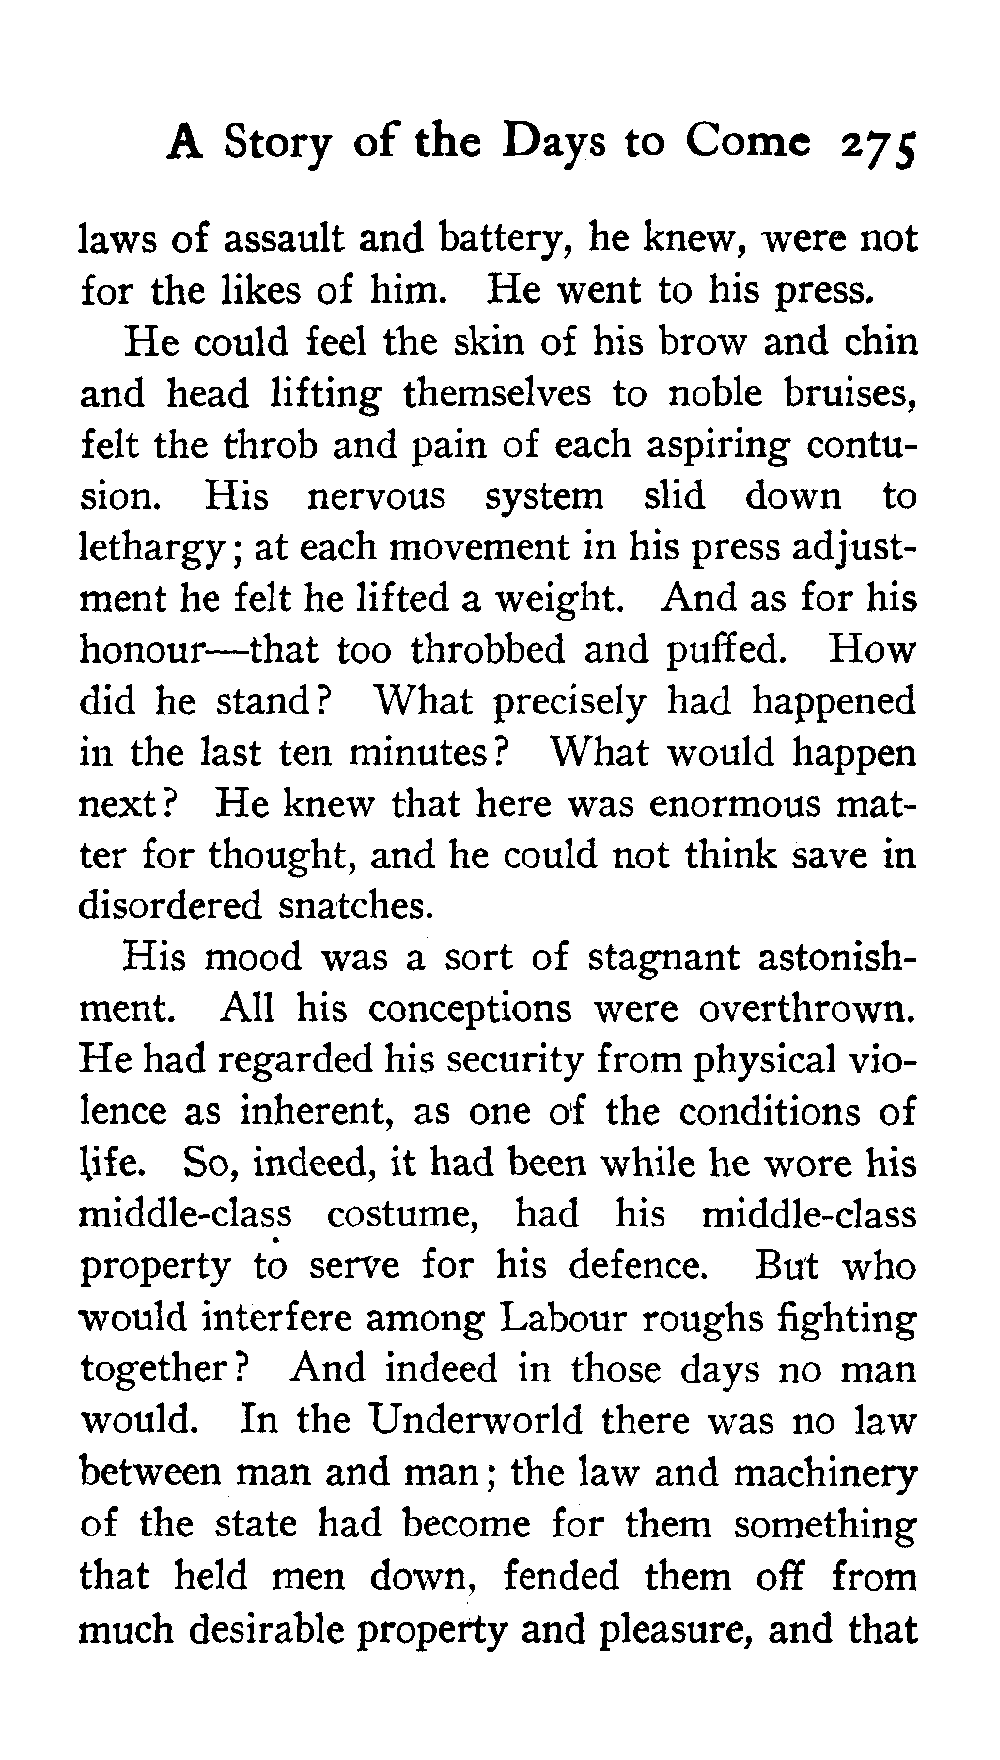 A Story of the Days to Come 275
laws of assault and battery, he knew, were not
for the likes of him. He went to his press.
He could feel the skin of his brow and chin
and head lifting themselves to noble bruises,
felt the throb and pain of each aspiring contu-
sion. His nervous system slid down to
lethargy; at each movement in his press adjust-
ment he felt he lifted a weight. And as for his
honour—that too throbbed and puffed. How
did he stand? What precisely had happened
in the last ten minutes? What would happen
next? He knew that here was enormous mat-
ter for thought, and he could not think save in
disordered snatches.
His mood was a sort of stagnant astonish-
ment. All his conceptions were overthrown.
He had regarded his security from physical vio-
lence as inherent, as one of the conditions of
life. So, indeed, it had been while he wore his
middle-class costume, had his middle-class
property to serve for his defence. But who
would interfere among Labour roughs fighting
together? And indeed in those days no man
would. In the Underworld there was no law
between man and man; the law and machinery
of the state had become for them something
that held men down, fended them off from
much desirable property and pleasure, and that